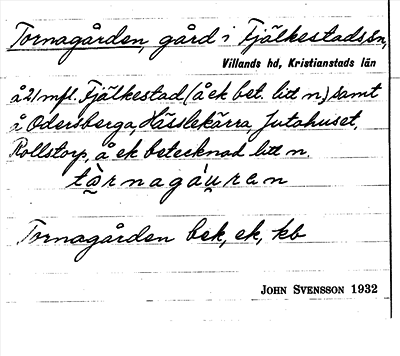 Tornagården, gård i Fjälkestads sn,
Villands hd, Kristianstads län
å 21 mfl. Fjälkestad (å ek bet. litt n) samt
å Odersberga, Hässlekärra, Jutahuset,
Rollstorp, å ek betecknad litt n.
tàrnagáuren
Tornagården bek, ek, kb
JOHN SVENSSON 1932